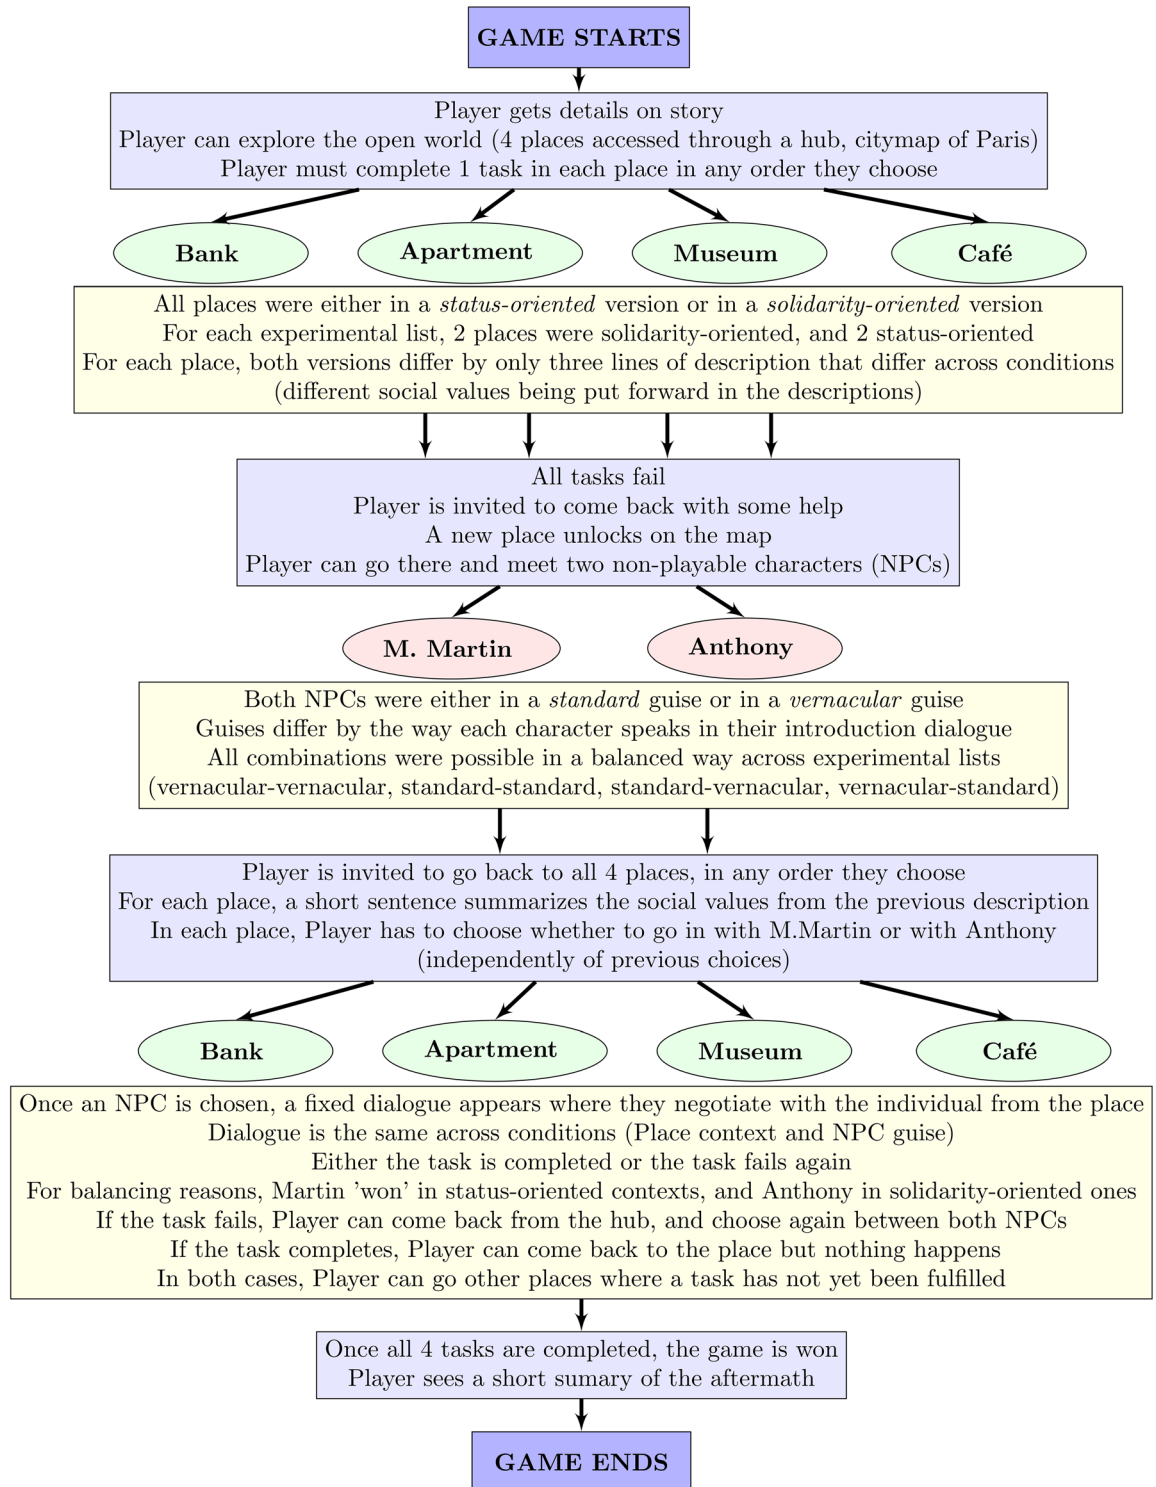 GAME STARTS
Player gets details on story
Player can explore the open world (4 places accessed through a hub, citymap of Paris)
Player must complete 1 task in each place in any order they choose
Bank
Apartment
Museum
Café
All places were either in a status-oriented version or in a solidarity-oriented version
For each experimental list, 2 places were solidarity-oriented, and 2 status-oriented
For each place, both versions differ by only three lines of description that differ across conditions
(different social values being put forward in the descriptions)
All tasks fail
Player is invited to come back with some help
A new place unlocks on the map
Player can go there and meet two non-playable characters (NPCs)
M. Martin
Anthony
Both NPCs were either in a standard guise or in a vernacular guise
Guises differ by the way each character speaks in their introduction dialogue
All combinations were possible in a balanced way across experimental lists
(vernacular-vernacular, standard-standard, standard-vernacular, vernacular-standard)
Player is invited to go back to all 4 places, in any order they choose
For each place, a short sentence summarizes the social values from the previous description
In each place, Player has to choose whether to go in with M.Martin or with Anthony
(independently of previous choices)
Bank
Apartment
Museum
Café
Once an NPC is chosen, a fixed dialogue appears where they negotiate with the individual from the place
Dialogue is the same across conditions (Place context and NPC guise)
Either the task is completed or the task fails again
For balancing reasons, Martin 'won' in status-oriented contexts, and Anthony in solidarity-oriented ones
If the task fails, Player can come back from the hub, and choose again between both NPCs
If the task completes, Player can come back to the place but nothing happens
In both cases, Player can go other places where a task has not yet been fulfilled
Once all 4 tasks are completed, the game is won
Player sees a short sumary of the aftermath
GAME ENDS